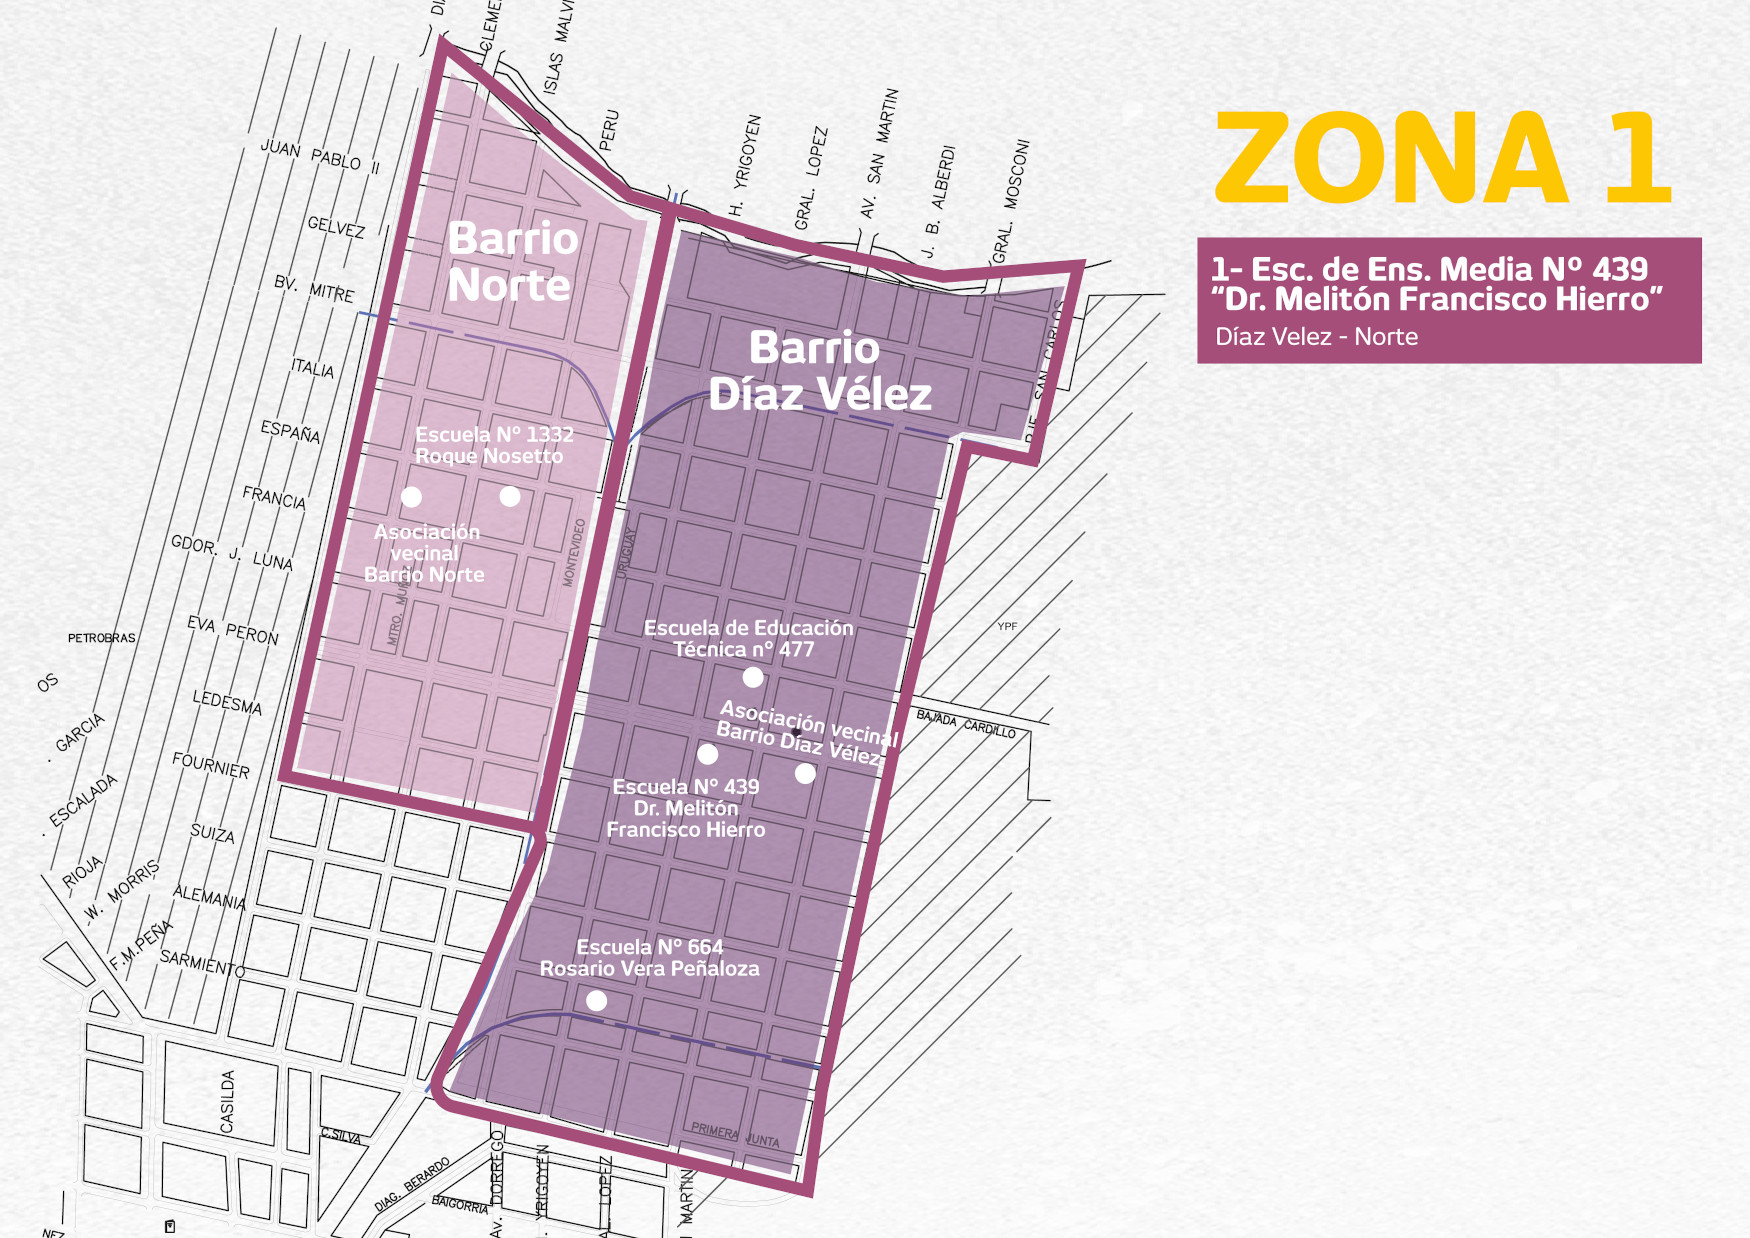 ZONA 1
1- Esc. de Ens. Media Nº 439
“Dr. Melitón Francisco Hierro”
Díaz Velez - Norte
ISLAS
PERU
H. YRIGOYEN
GRAL. LOPEZ
AV. SAN MARTIN
J. B. ALBERDI
GRAL. MOSCONI
JUAN PABLO II
GELVEZ
BV. MITRE
ITALIA
ESPAÑA
FRANCIA
GDOR. J. LUNA
EVA PERON
LEDESMA
FOURNIER
SUIZA
ALEMANIA
SARMIENTO
PETROBRAS
OS
. GARCIA
. ESCALADA
RIOJA
W. MORRIS
F.M.PEÑA
Barrio
Norte
Escuela Nº 1332
Roque Nosetto
Asociación
vecinal
Barrio Norte
MTRO. MUÑOZ
MONTEVIDEO
URUGUAY
Barrio
Díaz Vélez
SAN CARLOS
Escuela de Educación
Técnica nº 477
Asociación vecinal
Barrio Díaz Vélez
Escuela Nº 439
Dr. Melitón
Francisco Hierro
Escuela Nº 664
Rosario Vera Peñaloza
YPF
BAJADA CARDILLO
PRIMERA JUNTA
CASILDA
C.SILVA
DIAG. BERARDO
BAIGORRIA
AV. DORREGO
YRIGOYEN
LOPEZ
MARTIN